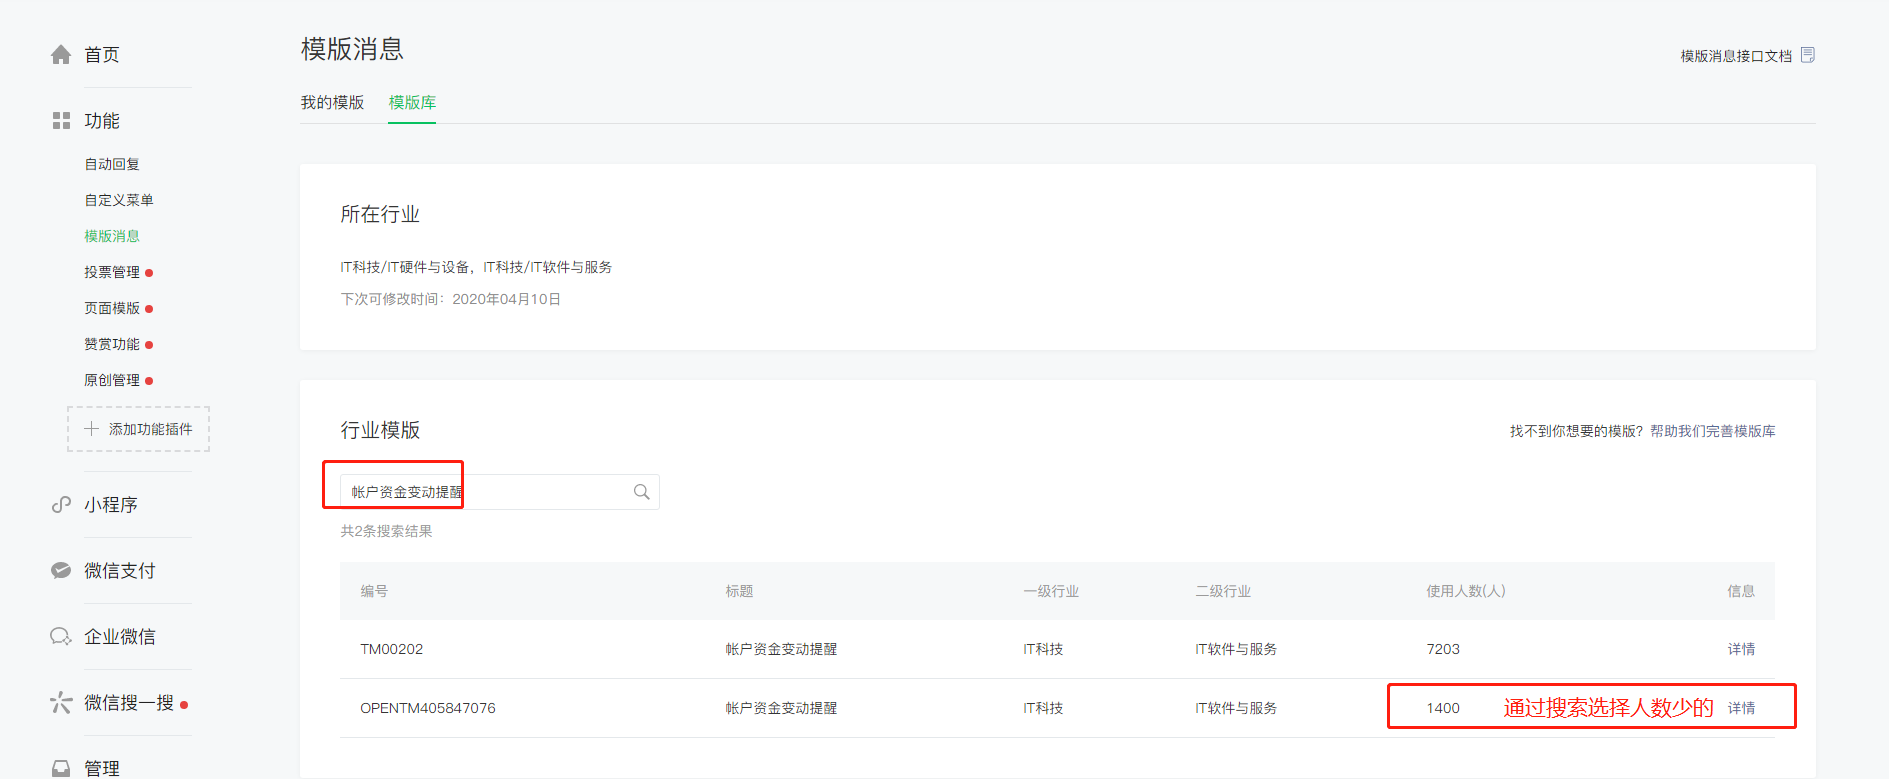 首页
功能
自动回复
自定义菜单
模版消息
投票管理
页面模版
赞赏功能
原创管理
添加功能插件
小程序
微信支付
企业微信
微信搜一搜
管理
模版消息
模版消息接口文档
我的模版 模版库
所在行业
IT科技/IT硬件与设备，IT科技/IT软件与服务
下次可修改时间：2020年04月10日
行业模版
找不到你想要的模版？帮助我们完善模版库
帐户资金变动提醒
共2条搜索结果
编号 标题 一级行业 二级行业 使用人数(人) 信息
TM00202 帐户资金变动提醒 IT科技 IT软件与服务 7203 详情
OPENTM405847076 帐户资金变动提醒 IT科技 IT软件与服务 1400 通过搜索选择人数少的 详情